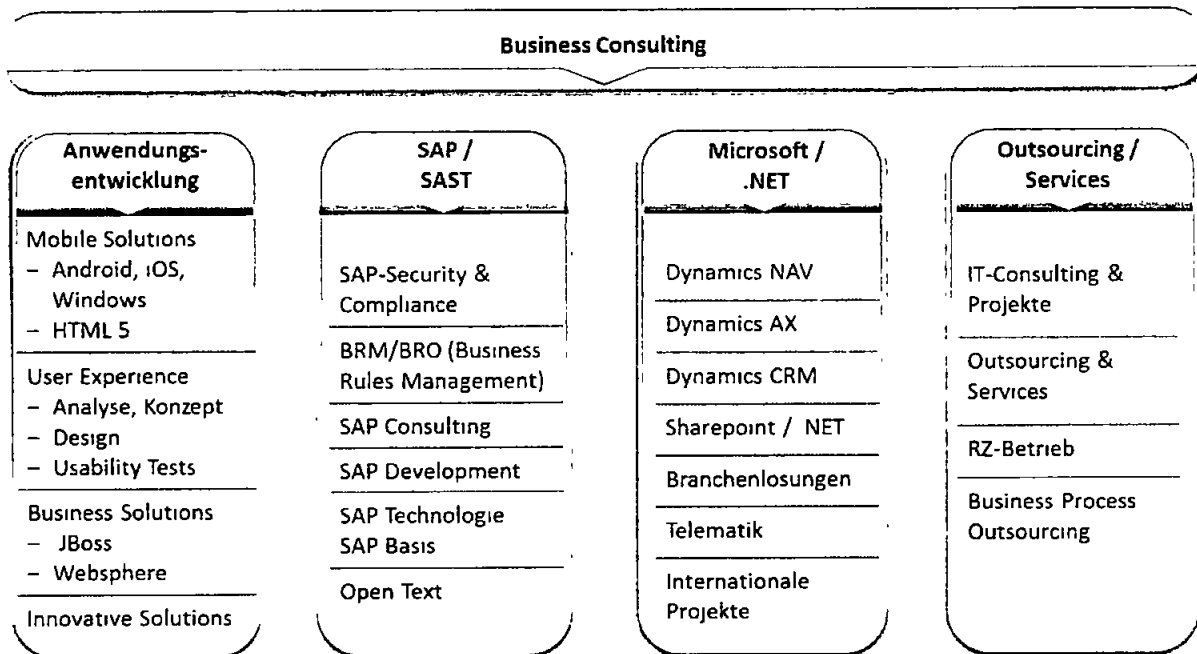 Business Consulting
Anwendungs-
entwicklung
Mobile Solutions
– Android, iOS,
Windows
– HTML 5
User Experience
– Analyse, Konzept
– Design
– Usability Tests
Business Solutions
– JBoss
– Websphere
Innovative Solutions
SAP /
SAST
SAP-Security &
Compliance
BRM/BRO (Business
Rules Management)
SAP Consulting
SAP Development
SAP Technologie
SAP Basis
Open Text
Microsoft /
.NET
Dynamics NAV
Dynamics AX
Dynamics CRM
Sharepoint / NET
Branchenlosungen
Telematik
Internationale
Projekte
Outsourcing /
Services
IT-Consulting &
Projekte
Outsourcing &
Services
RZ-Betrieb
Business Process
Outsourcing